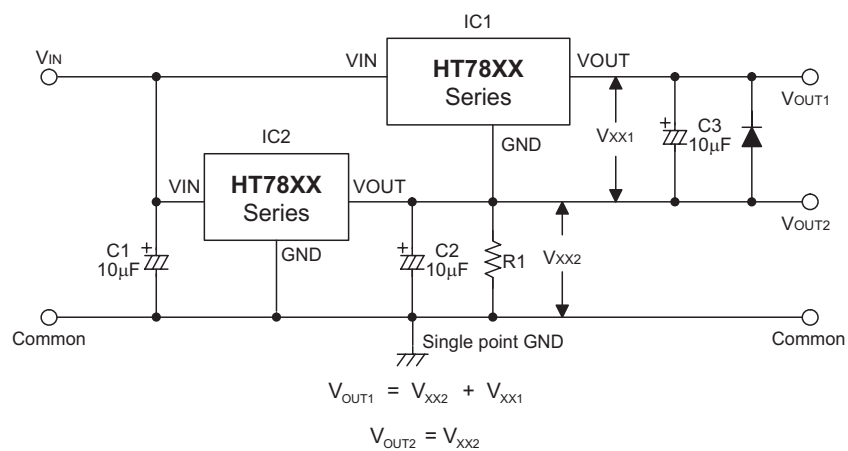 IC1
VIN
VIN
HT78XX
Series
VOUT
VOUT1
GND
VXX1
+
C3
10μF
IC2
VIN
HT78XX
Series
VOUT
GND
VOUT2
C1
+
10μF
+
C2
10μF
R1
VXX2
Common
Single point GND
Common
VOUT1 = VXX2 + VXX1
VOUT2 = VXX2